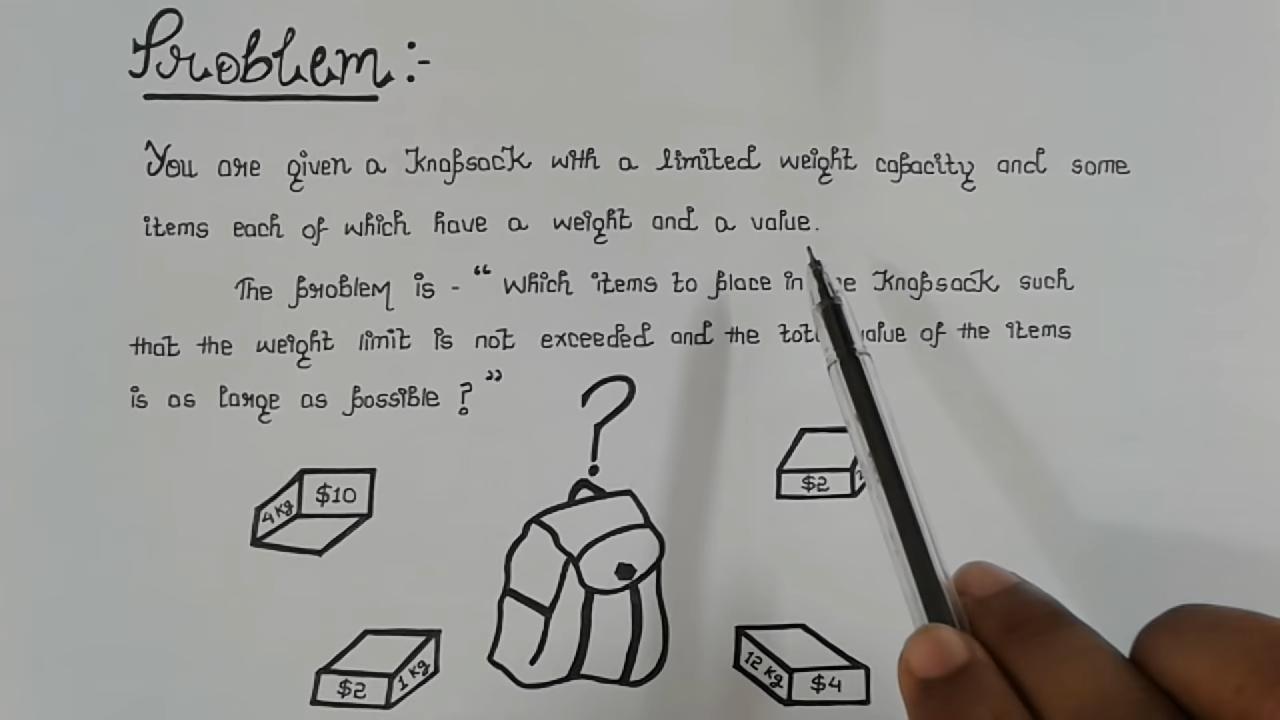 Problem :-
You are given a Knapsack with a limited weight capacity and some
items each of which have a weight and a value.
The problem is - “ Which items to place in Knapsack such
that the weight limit is not exceeded and the value of the items
is as large as possible ? ”
?
4 Kg $10
$2
$2 1 Kg
12 Kg $4